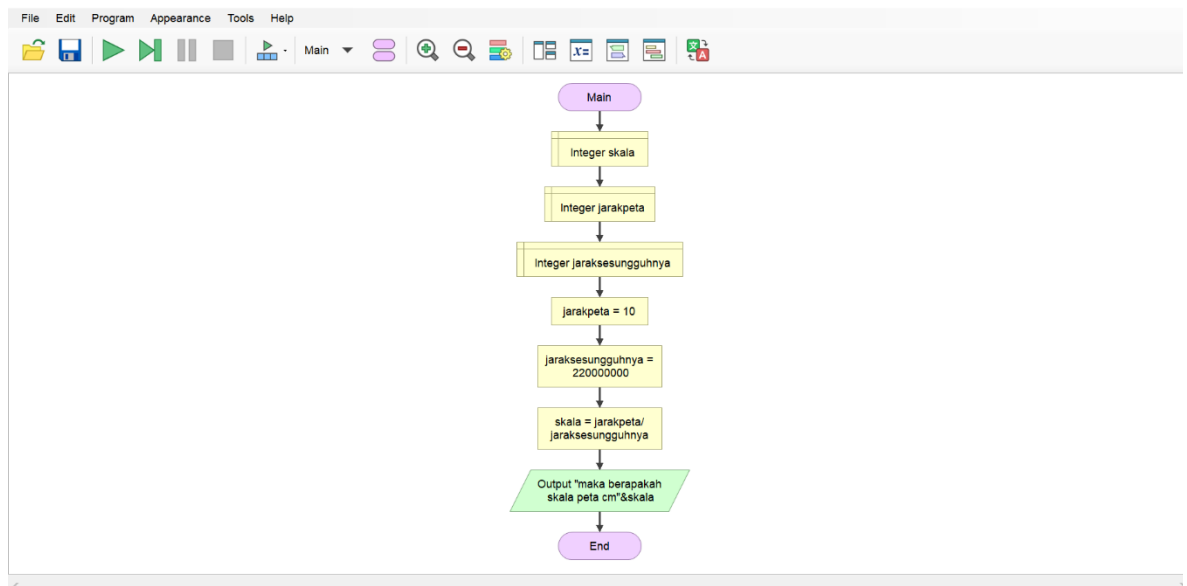 File Edit Program Appearance Tools Help
Main
Main
Integer skala
Integer jarakpeta
Integer jaraksesungguhnya
jarakpeta = 10
jaraksesungguhnya =
220000000
skala = jarakpeta/
jaraksesungguhnya
Output "maka berapakah
skala peta cm"&skala
End